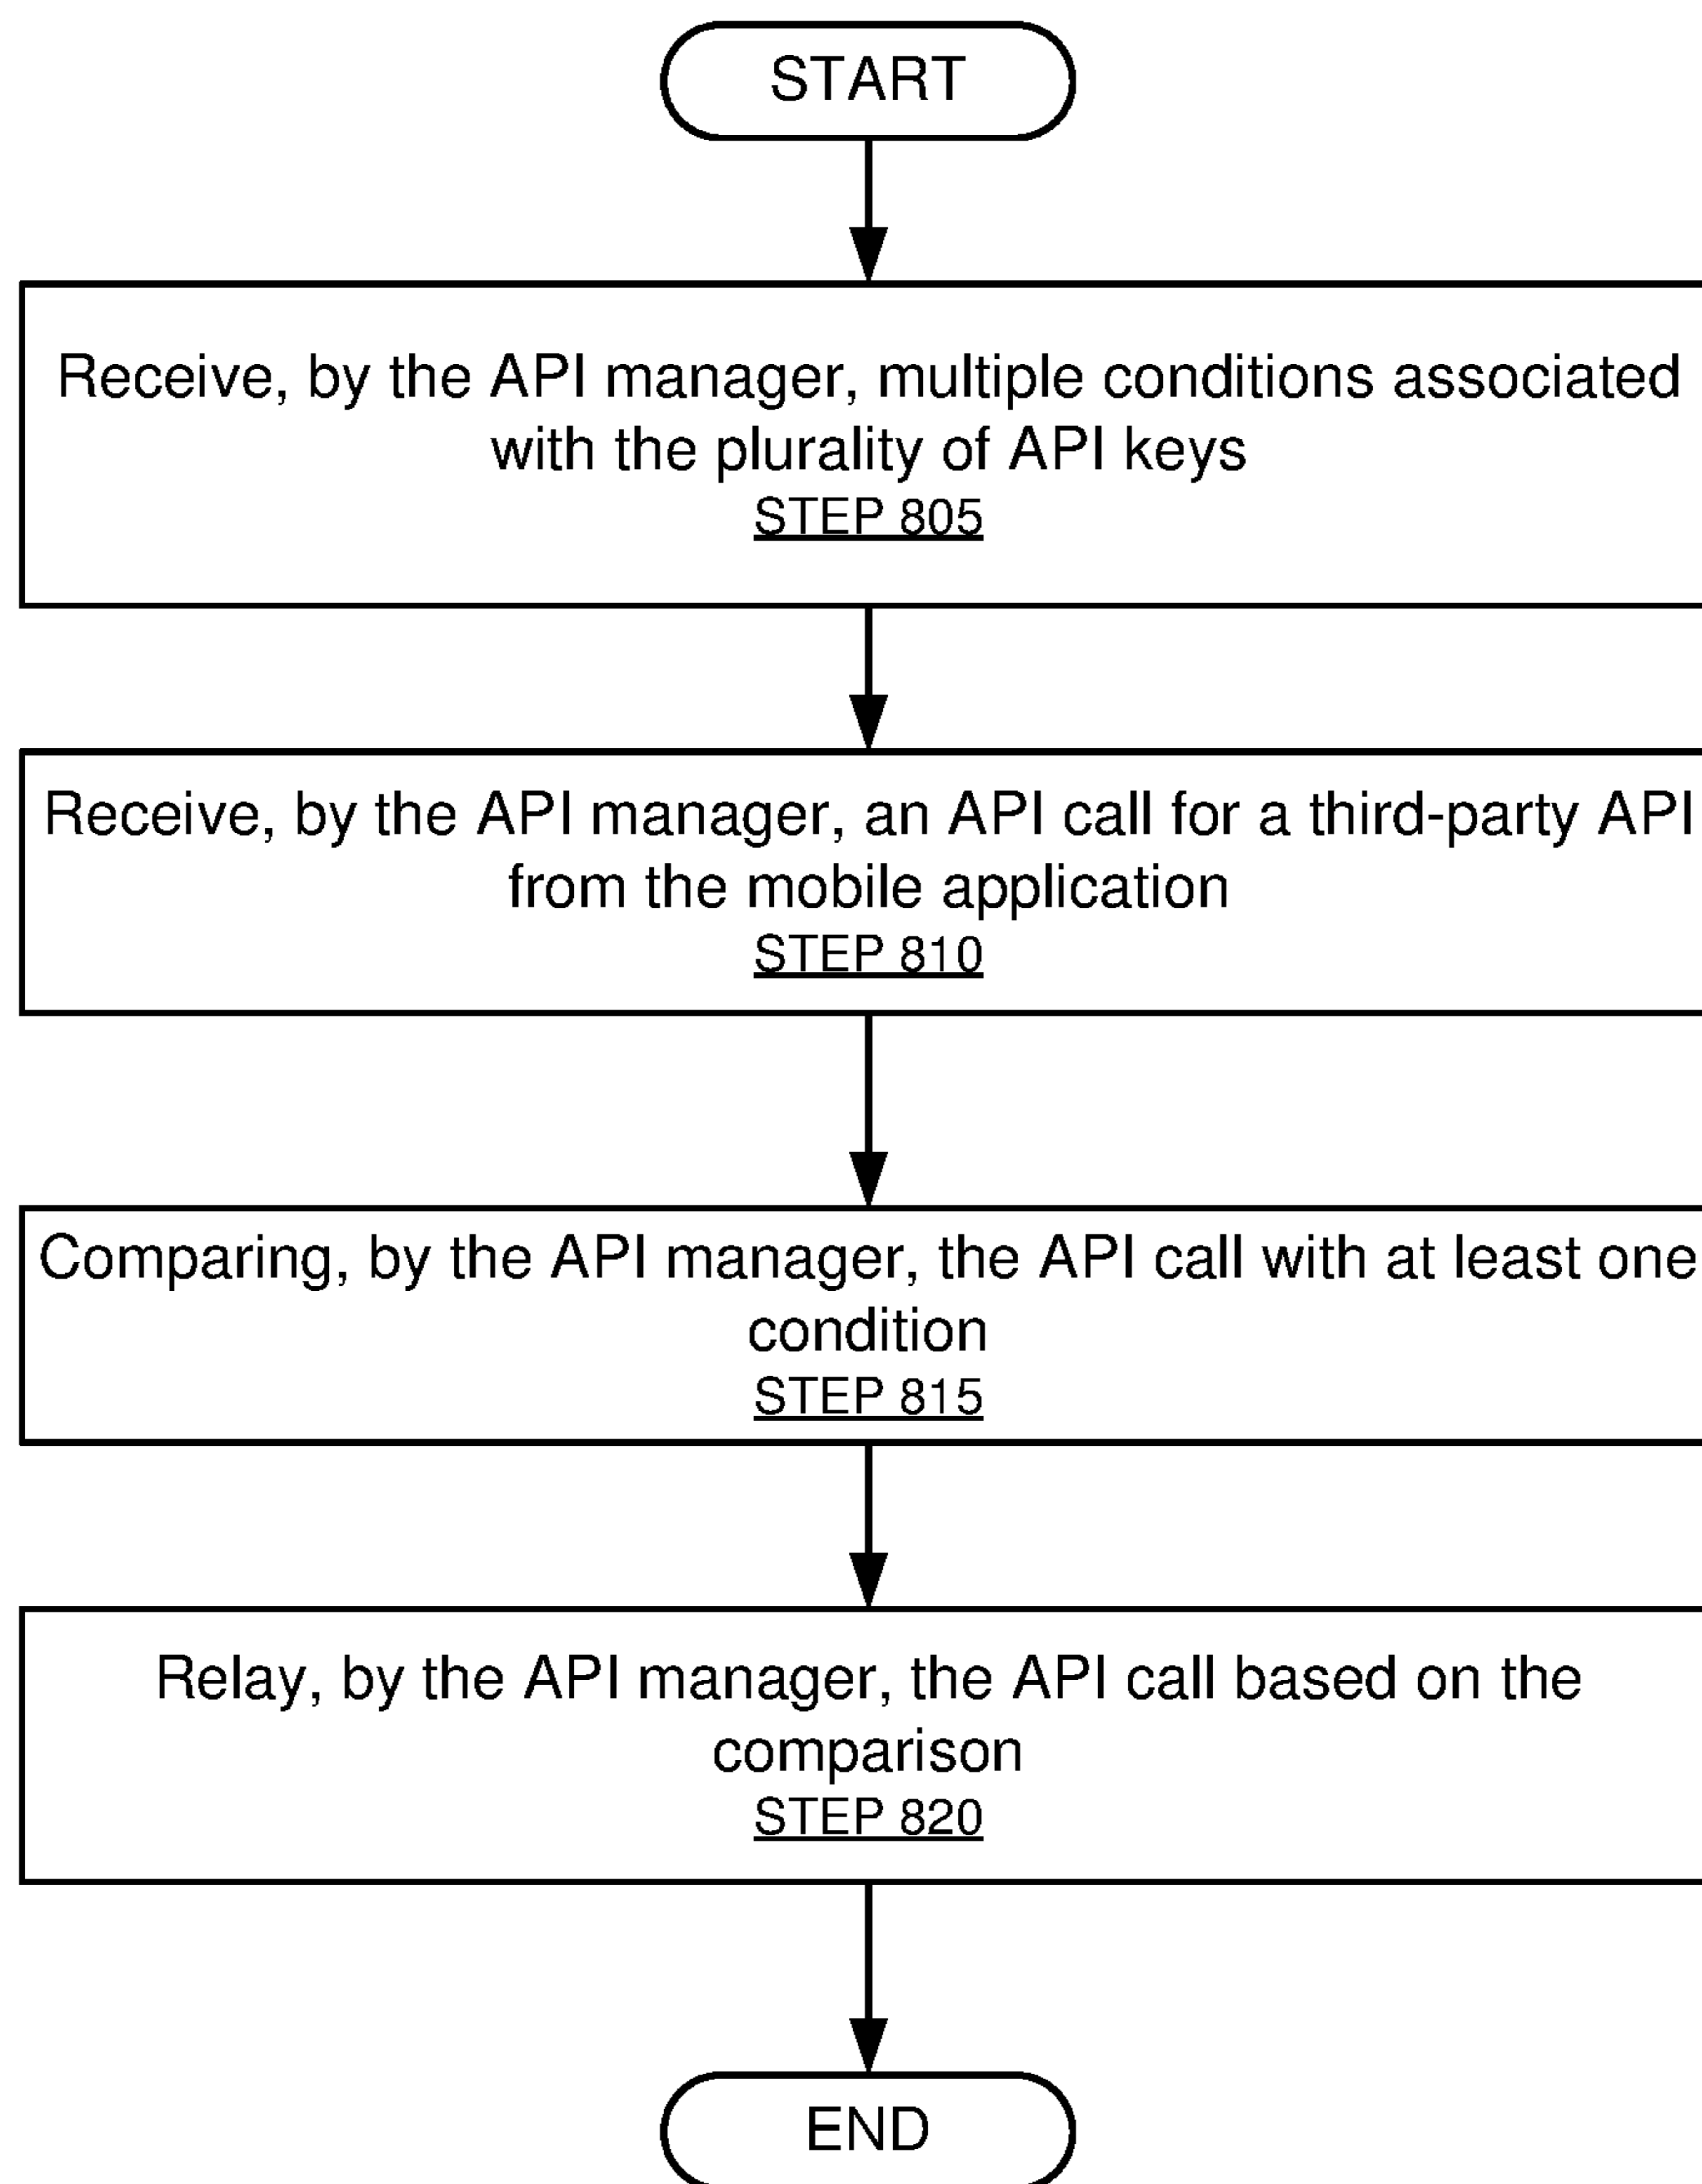 START
Receive, by the API manager, multiple conditions associated
with the plurality of API keys
STEP 805
Receive, by the API manager, an API call for a third-party API
from the mobile application
STEP 810
Comparing, by the API manager, the API call with at least one
condition
STEP 815
Relay, by the API manager, the API call based on the
comparison
STEP 820
END